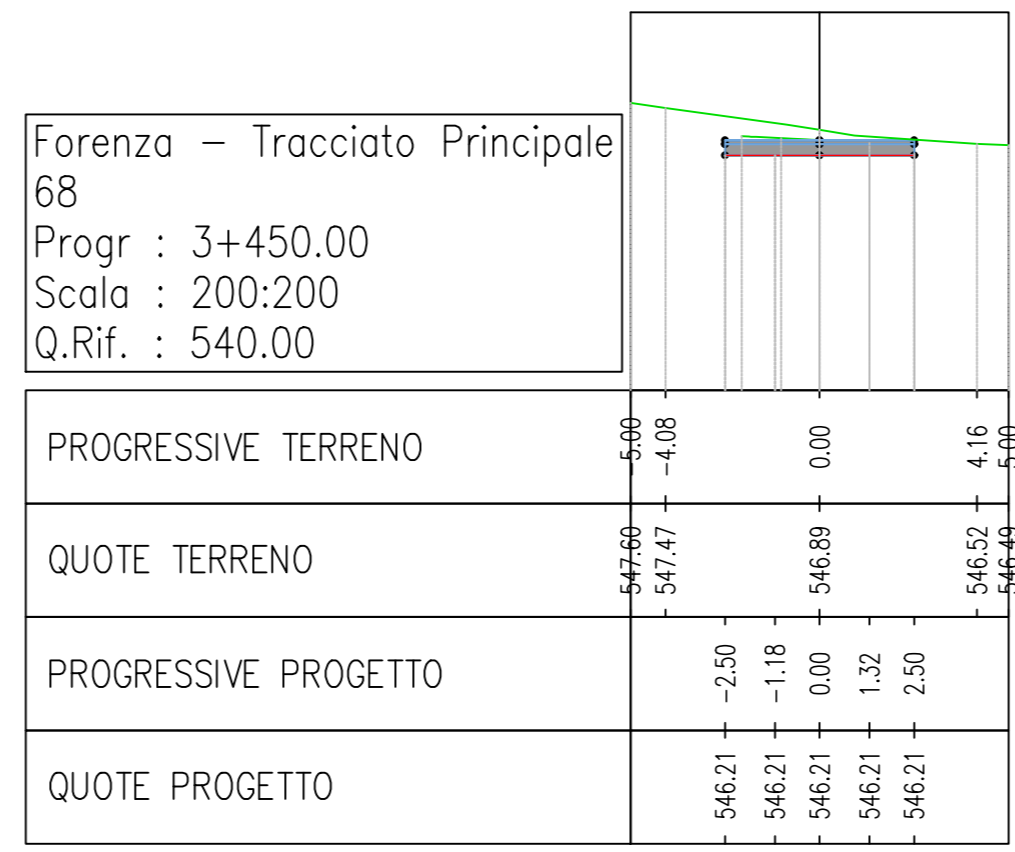 Forenza – Tracciato Principale
68
Progr : 3+450.00
Scala : 200:200
Q.Rif. : 540.00
PROGRESSIVE TERRENO -5.00 -4.08 0.00 4.16 5.00
QUOTE TERRENO 547.60 547.47 546.89 546.52 546.49
PROGRESSIVE PROGETTO -2.50 -1.18 0.00 1.32 2.50
QUOTE PROGETTO 546.21 546.21 546.21 546.21 546.21